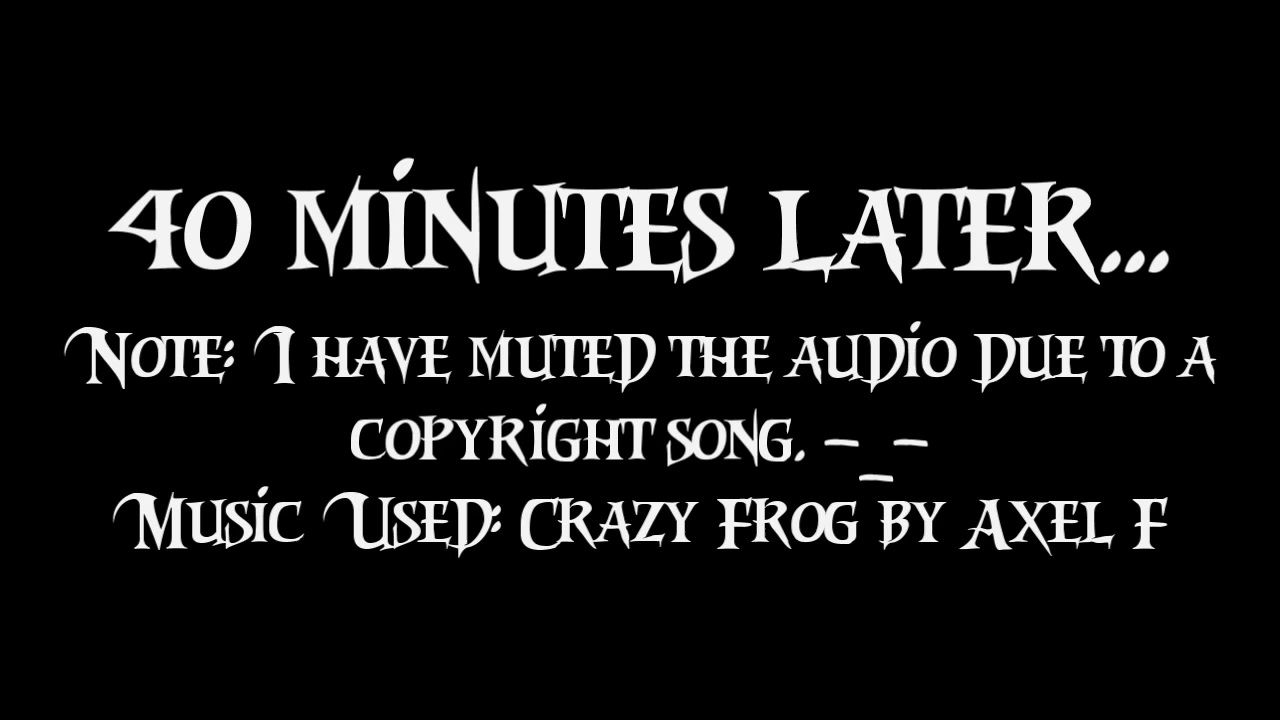 40 minutes later...
Note: I have muted the audio due to a
copyright song. -_-
Music Used: Crazy Frog by Axel F